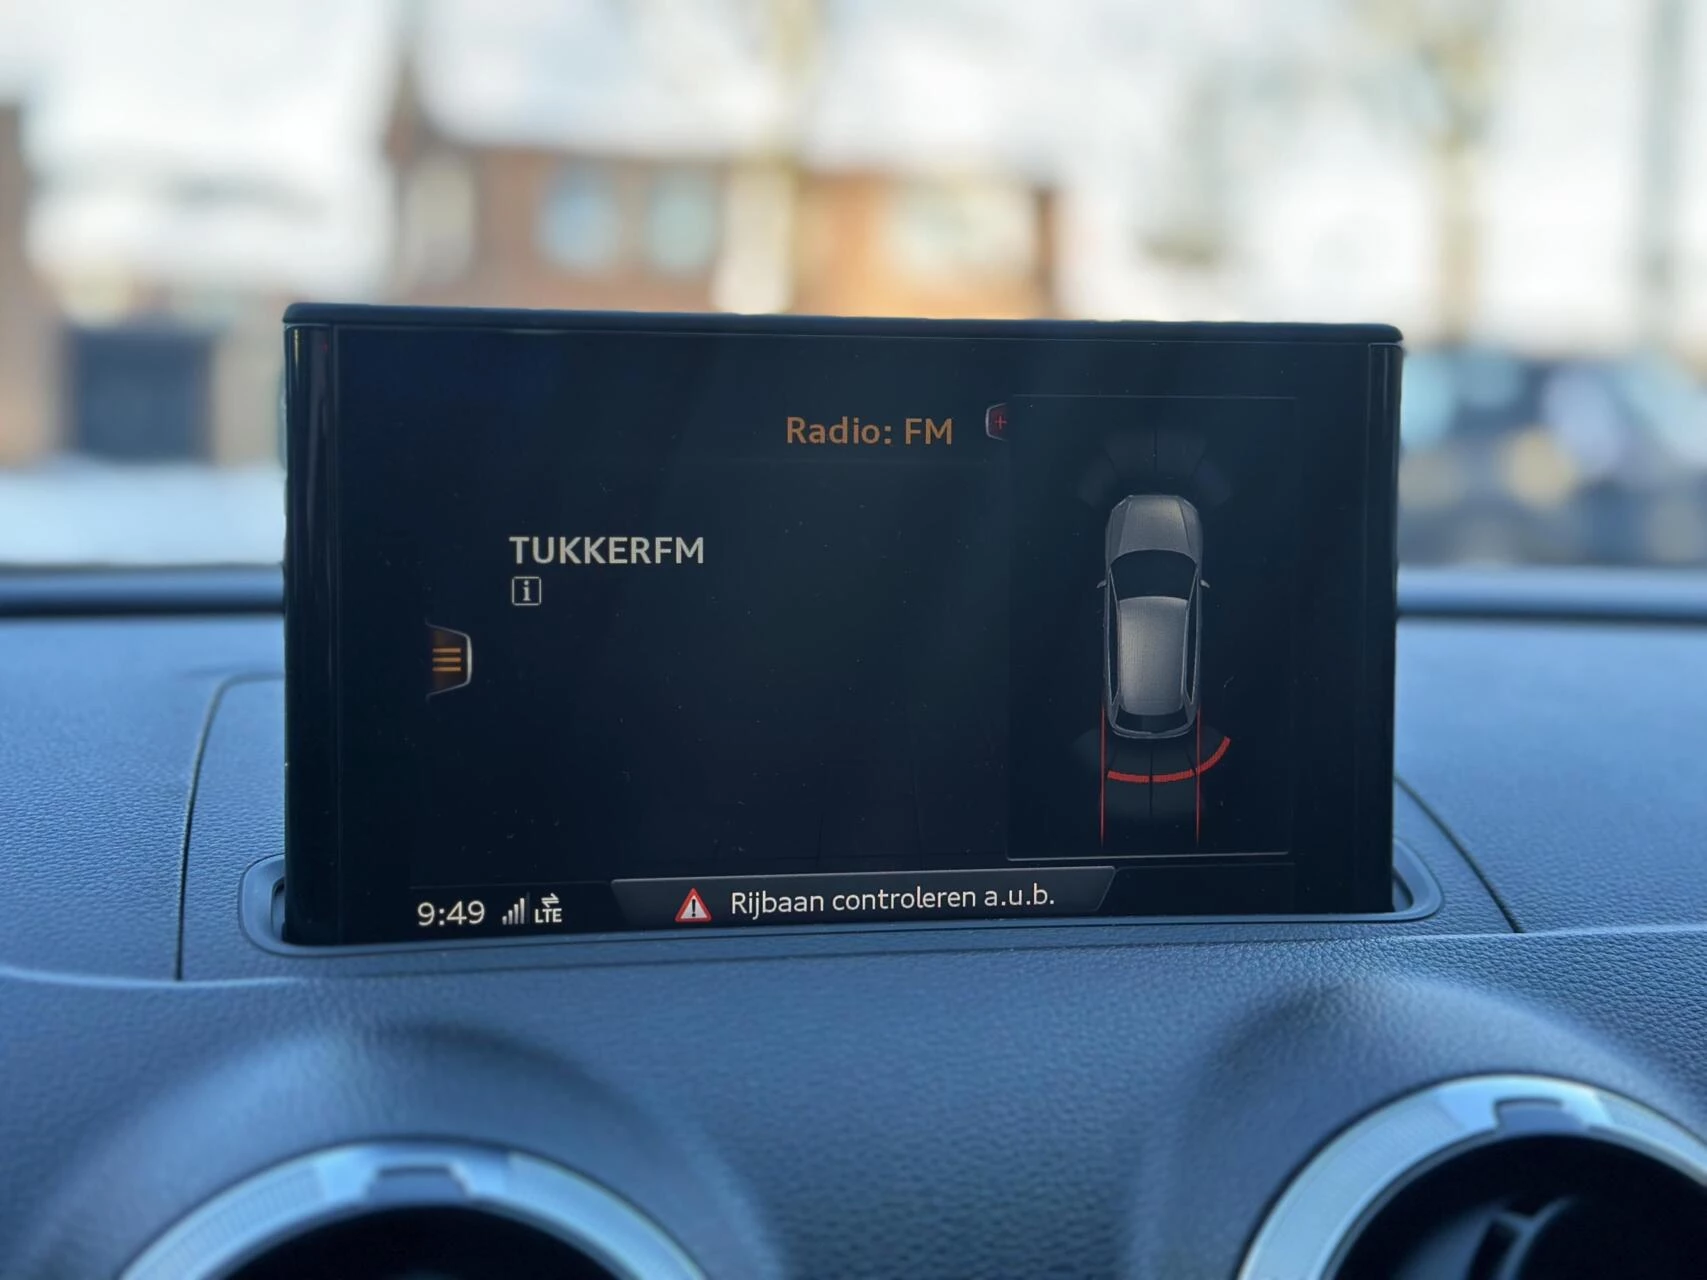 Radio: FM
TUKKERFM
i
9:49 LTE
Rijbaan controleren a.u.b.